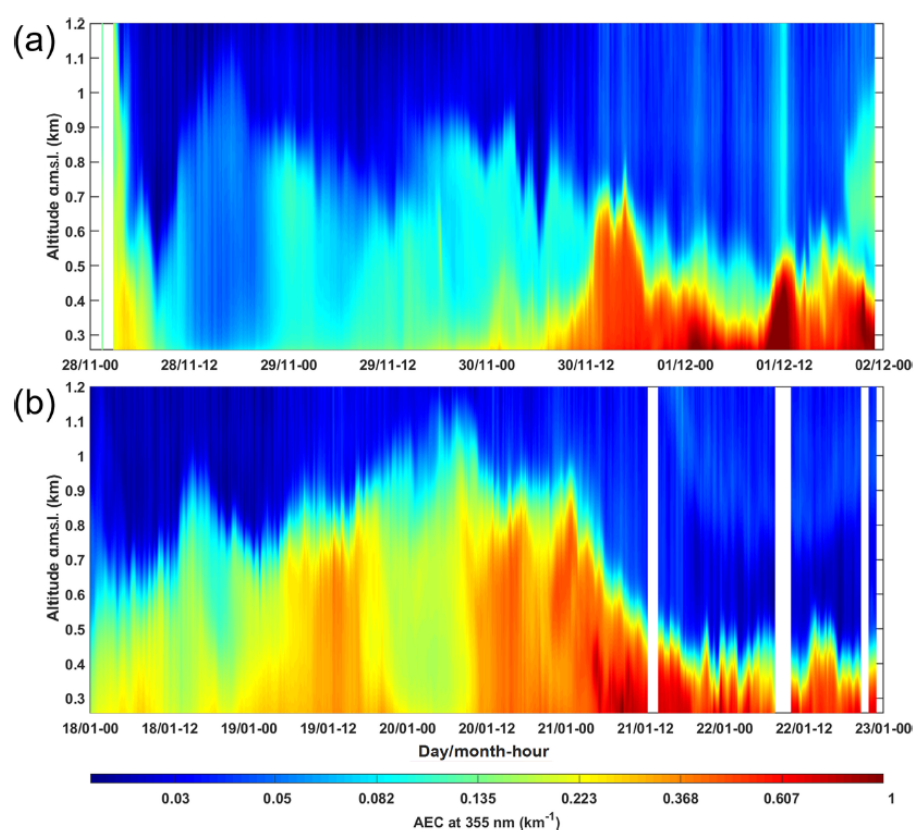 (a)
Altitude a.m.s.l. (km)
1.2
1.1
1
0.9
0.8
0.7
0.6
0.5
0.4
0.3
28/11-00 28/11-12 29/11-00 29/11-12 30/11-00 30/11-12 01/12-00 01/12-12 02/12-00
(b)
Altitude a.m.s.l. (km)
1.2
1.1
1
0.9
0.8
0.7
0.6
0.5
0.4
0.3
18/01-00 18/01-12 19/01-00 19/01-12 20/01-00 20/01-12 21/01-00 21/01-12 22/01-00 22/01-12 23/01-00
Day/month-hour
0.03 0.05 0.082 0.135 0.223 0.368 0.607 1
AEC at 355 nm (km⁻¹)